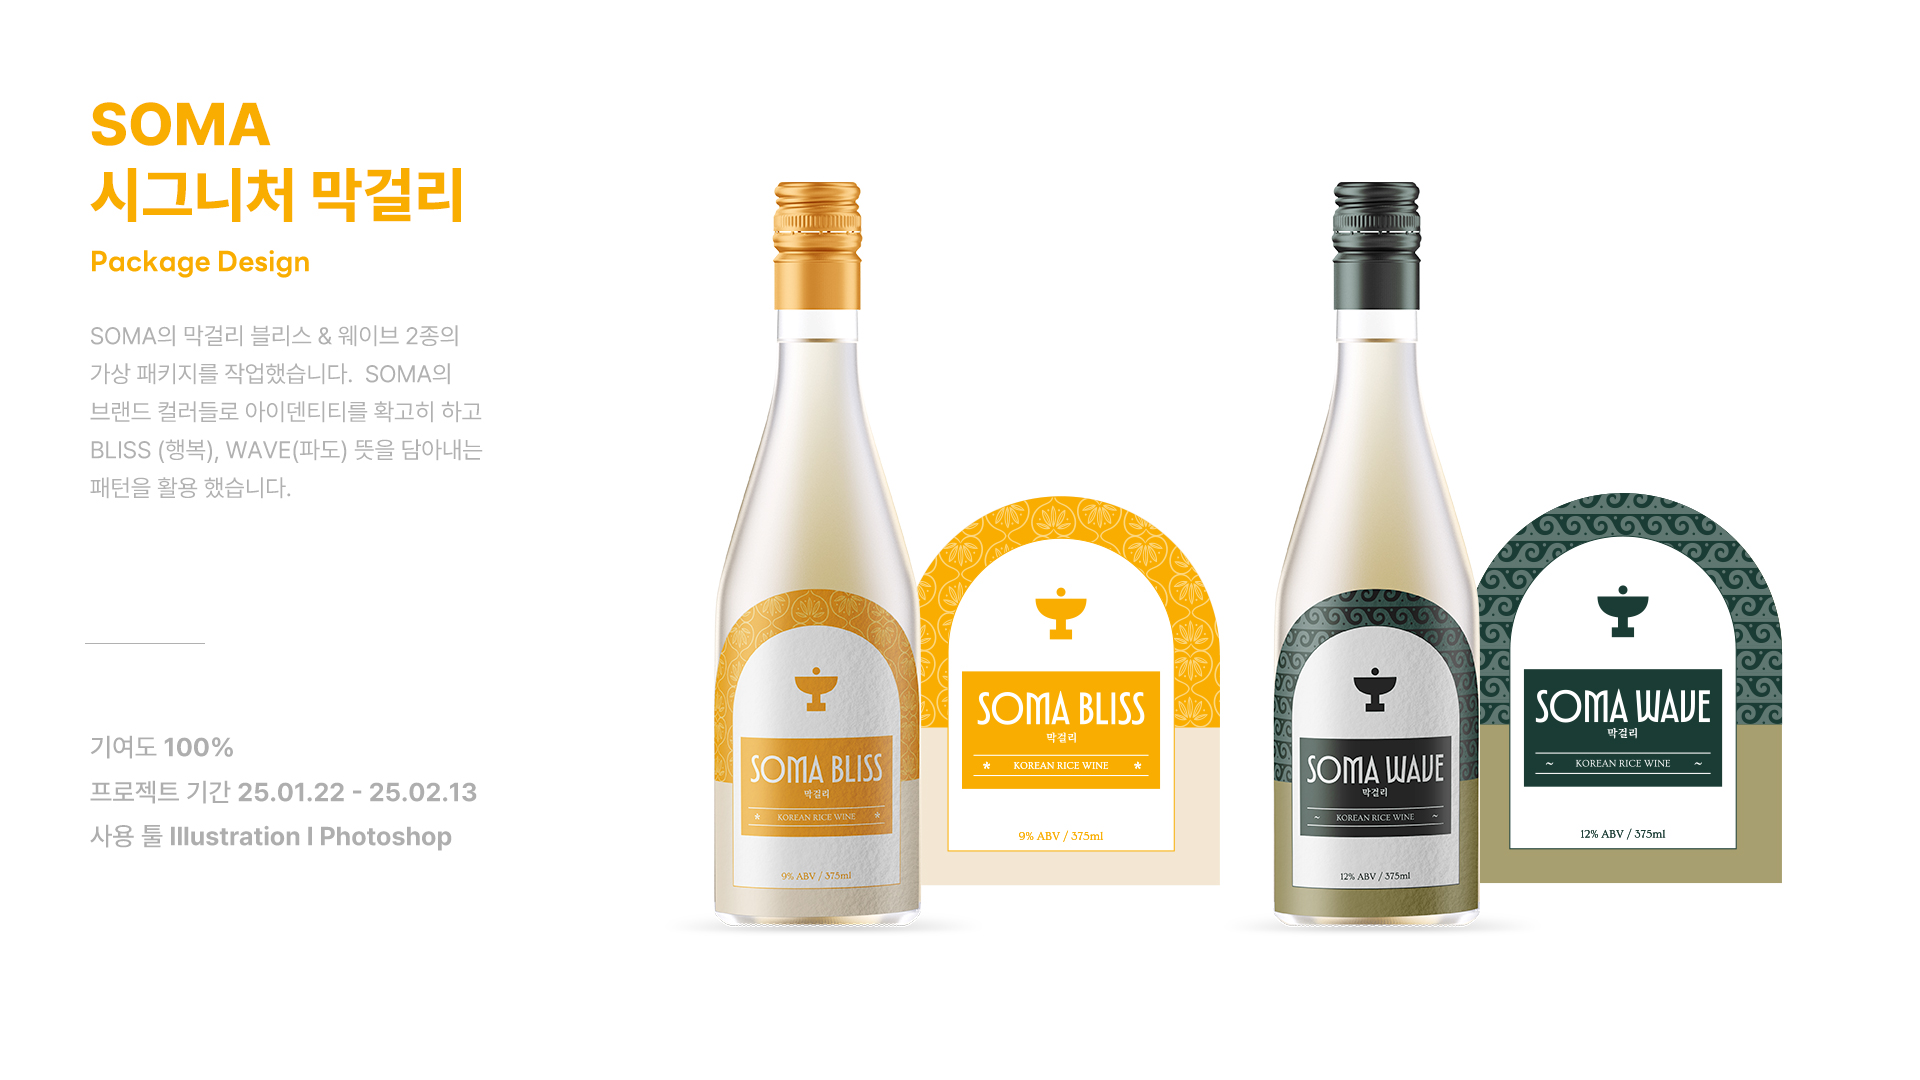 SOMA
시그니처 막걸리
Package Design
SOMA의 막걸리 블리스 & 웨이브 2종의
가상 패키지를 작업했습니다. SOMA의
브랜드 컬러들로 아이덴티티를 확고히 하고
BLISS (행복), WAVE(파도) 뜻을 담아내는
패턴을 활용 했습니다.
기여도 100%
프로젝트 기간 25.01.22 - 25.02.13
사용 툴 Illustration I Photoshop
SOMA BLISS
막걸리
* KOREAN RICE WINE *
9% ABV / 375ml
SOMA BLISS
막걸리
* KOREAN RICE WINE *
9% ABV / 375ml
SOMA WAVE
막걸리
~ KOREAN RICE WINE ~
12% ABV / 375ml
SOMA WAVE
막걸리
~ KOREAN RICE WINE ~
12% ABV / 375ml